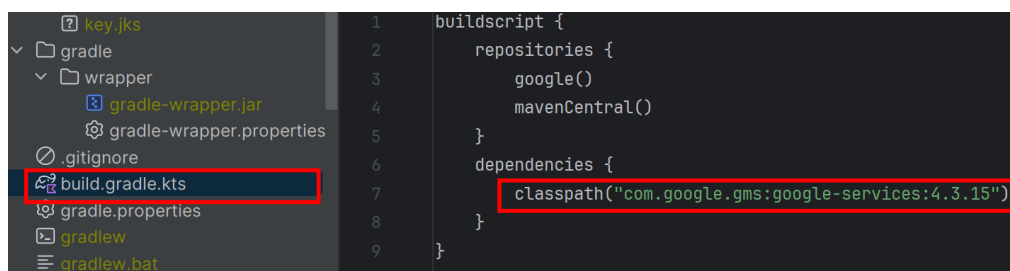 key.jks
gradle
wrapper
gradle-wrapper.jar
gradle-wrapper.properties
.gitignore
build.gradle.kts
gradle.properties
gradlew
gradlew.bat
1 buildscript {
2 repositories {
3 google()
4 mavenCentral()
5 }
6 dependencies {
7 classpath("com.google.gms:google-services:4.3.15")
8 }
9 }